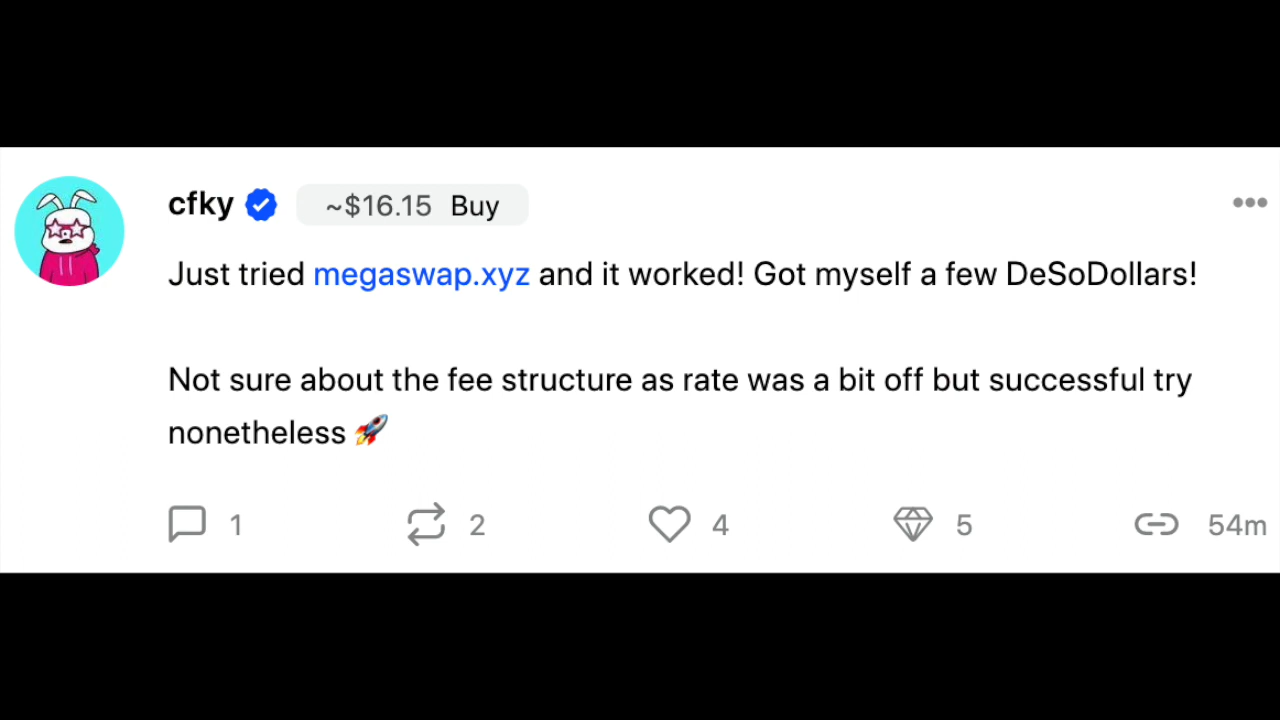 cfky ~$16.15 Buy
Just tried megaswap.xyz and it worked! Got myself a few DeSoDollars!
Not sure about the fee structure as rate was a bit off but successful try
nonetheless 🚀
1 2 4 5 54m